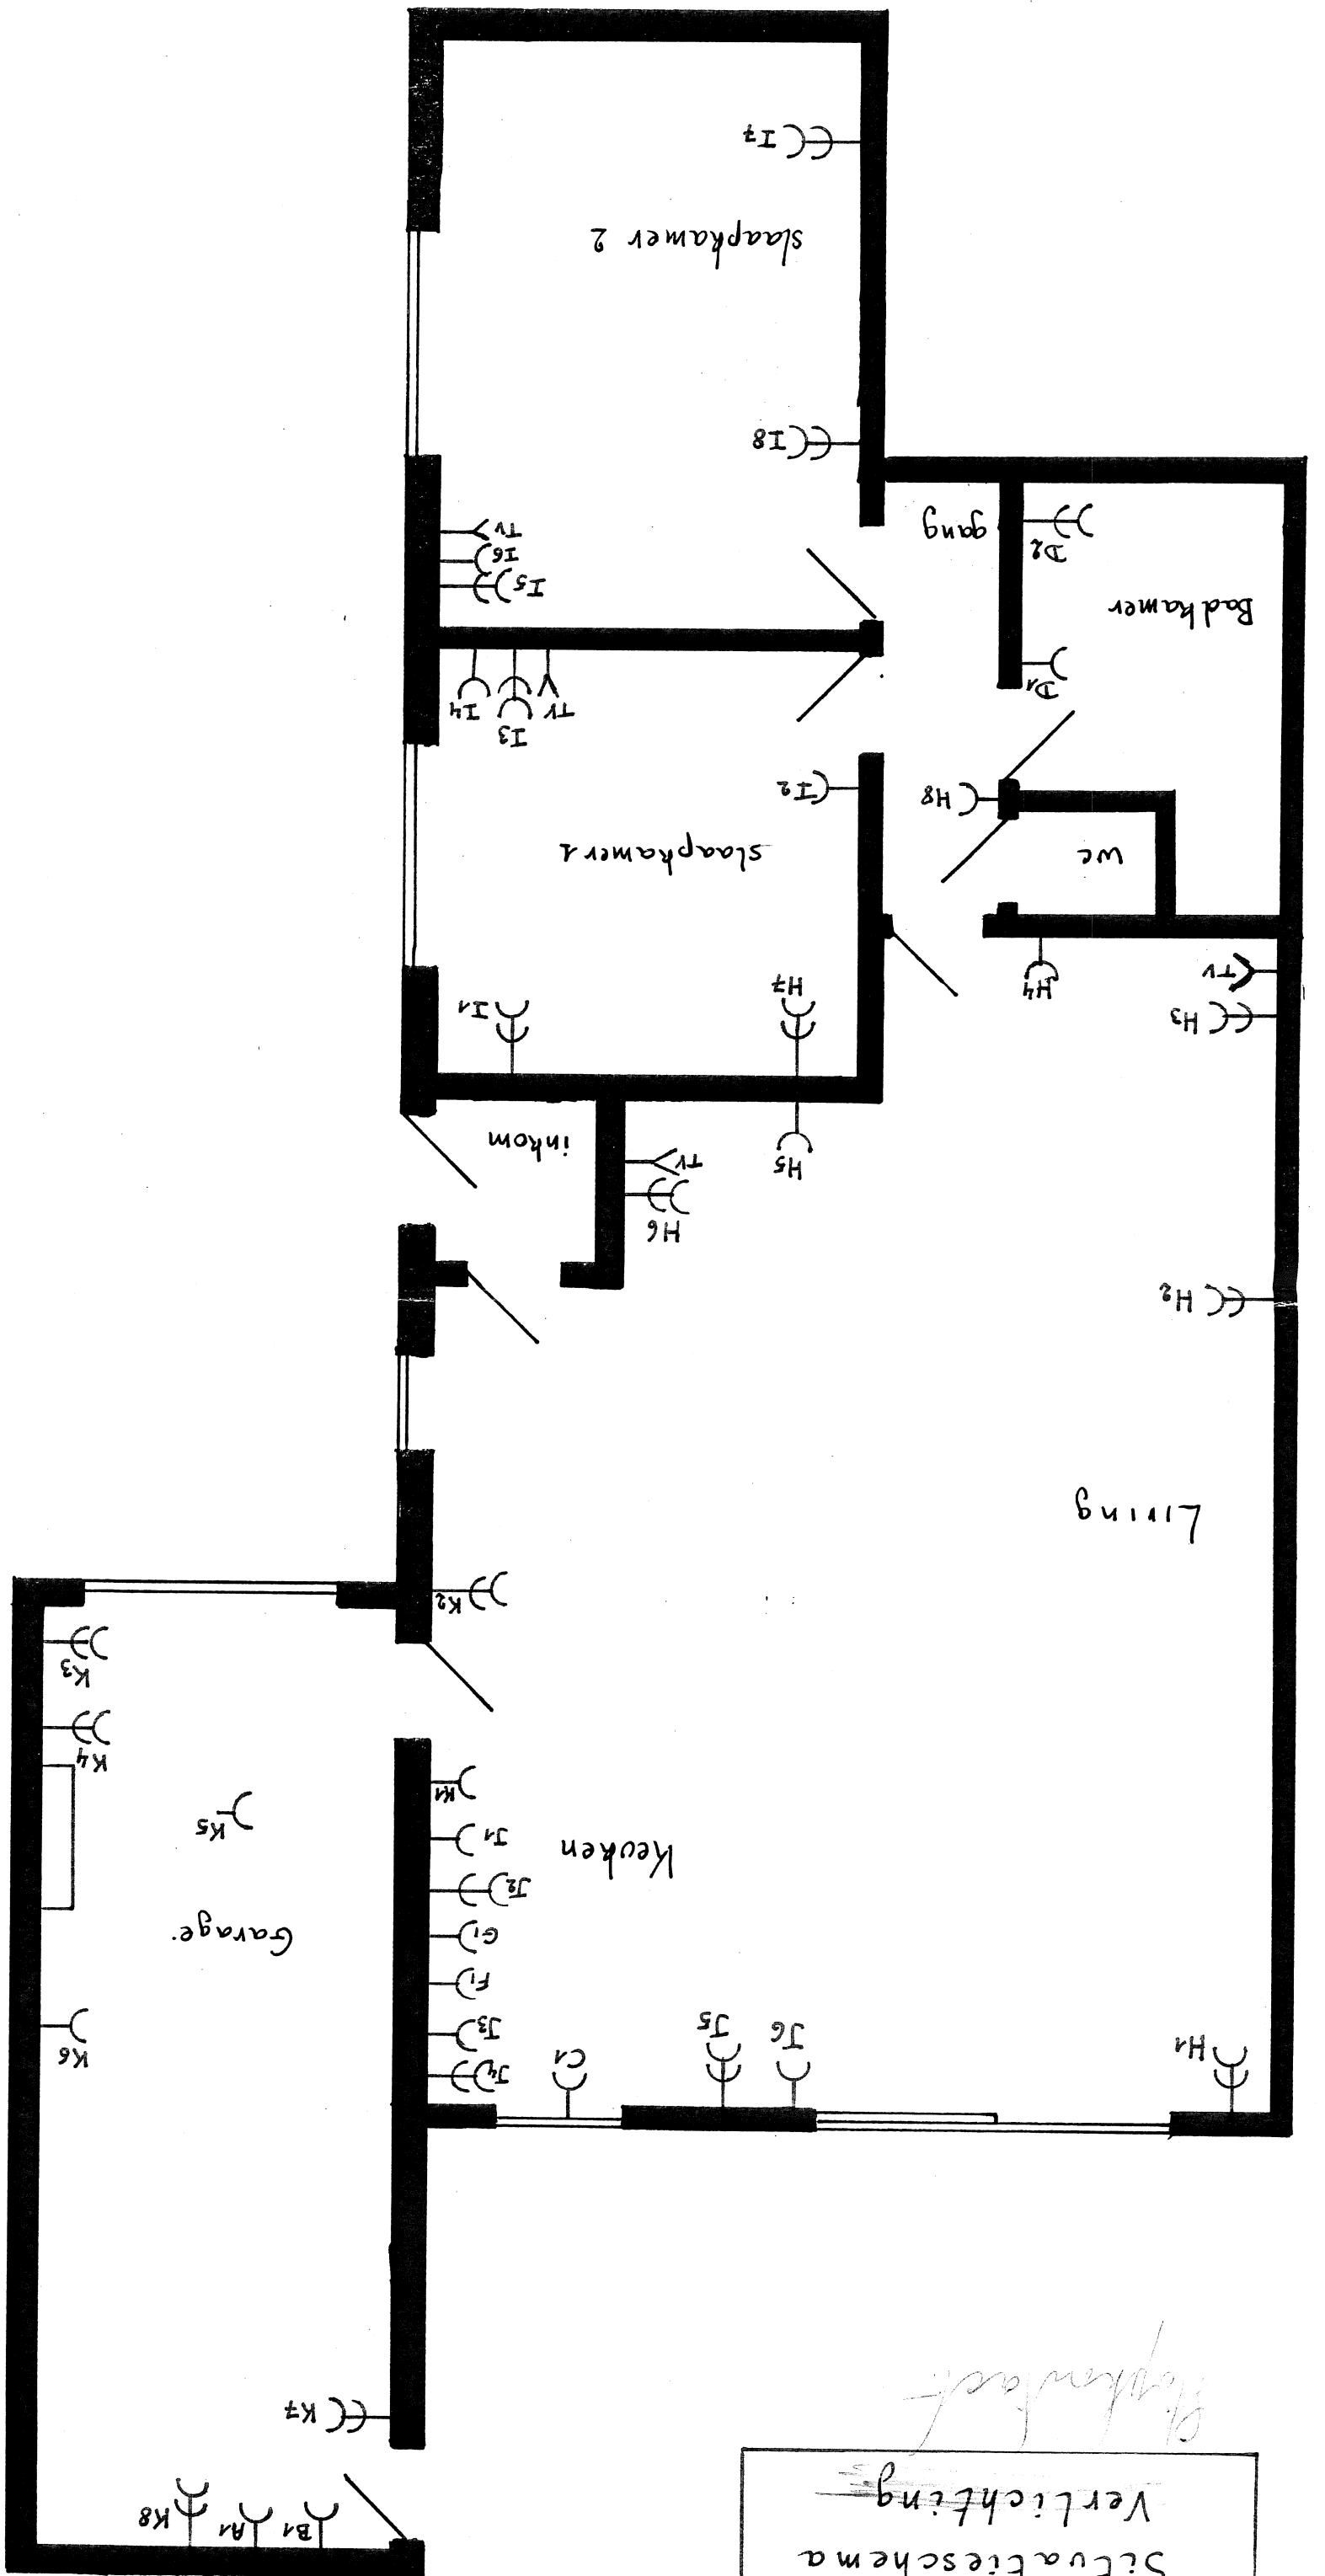 Situatieschema
Verlichting
Stopkontact
B1
A1
K8
K7
H1
J6
J5
C1
J4
K6
J3
F1
G1
Garage
J2
Keuken
J1
K5
K1
K4
K3
K2
Living
H2
H6
TV
H5
inkom
H3
I1
H7
H4
TV
wc
slaapkamer 1
H8
I2
I3
TV
I4
D1
Badkamer
I5
I6
TV
D2
gang
I8
slaapkamer 2
I7